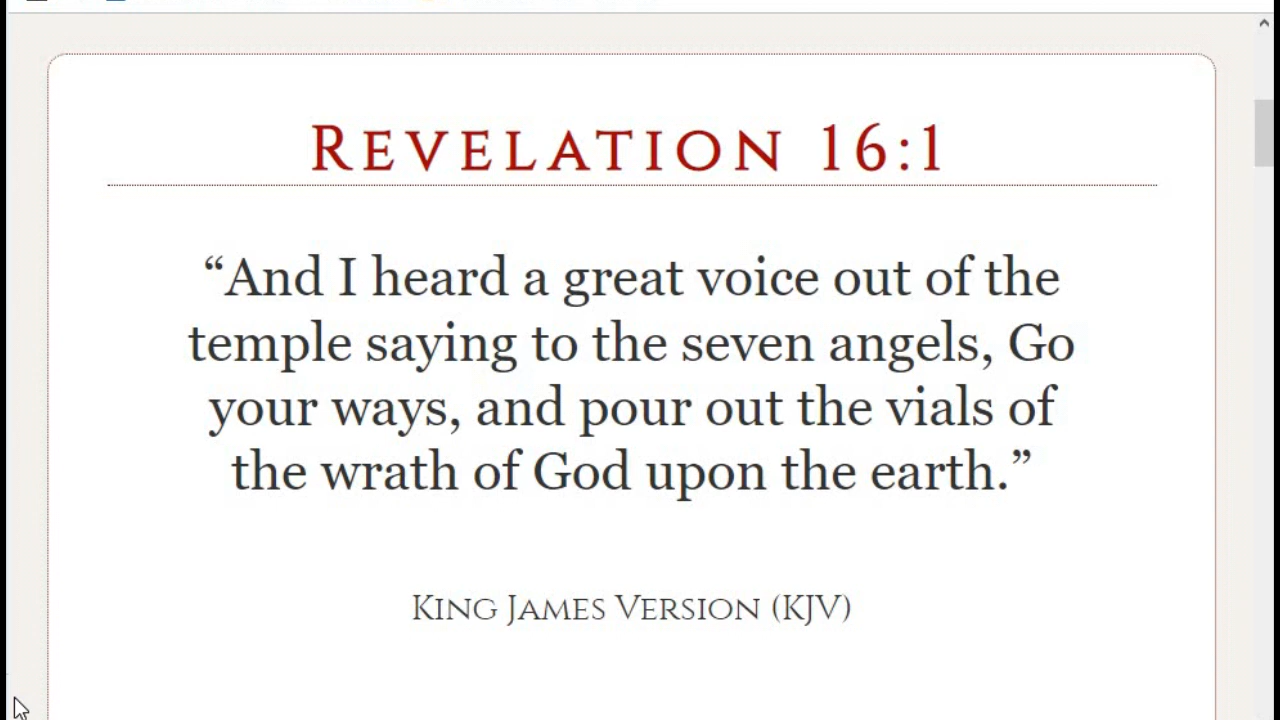 Revelation 16:1
“And I heard a great voice out of the
temple saying to the seven angels, Go
your ways, and pour out the vials of
the wrath of God upon the earth.”
King James Version (KJV)